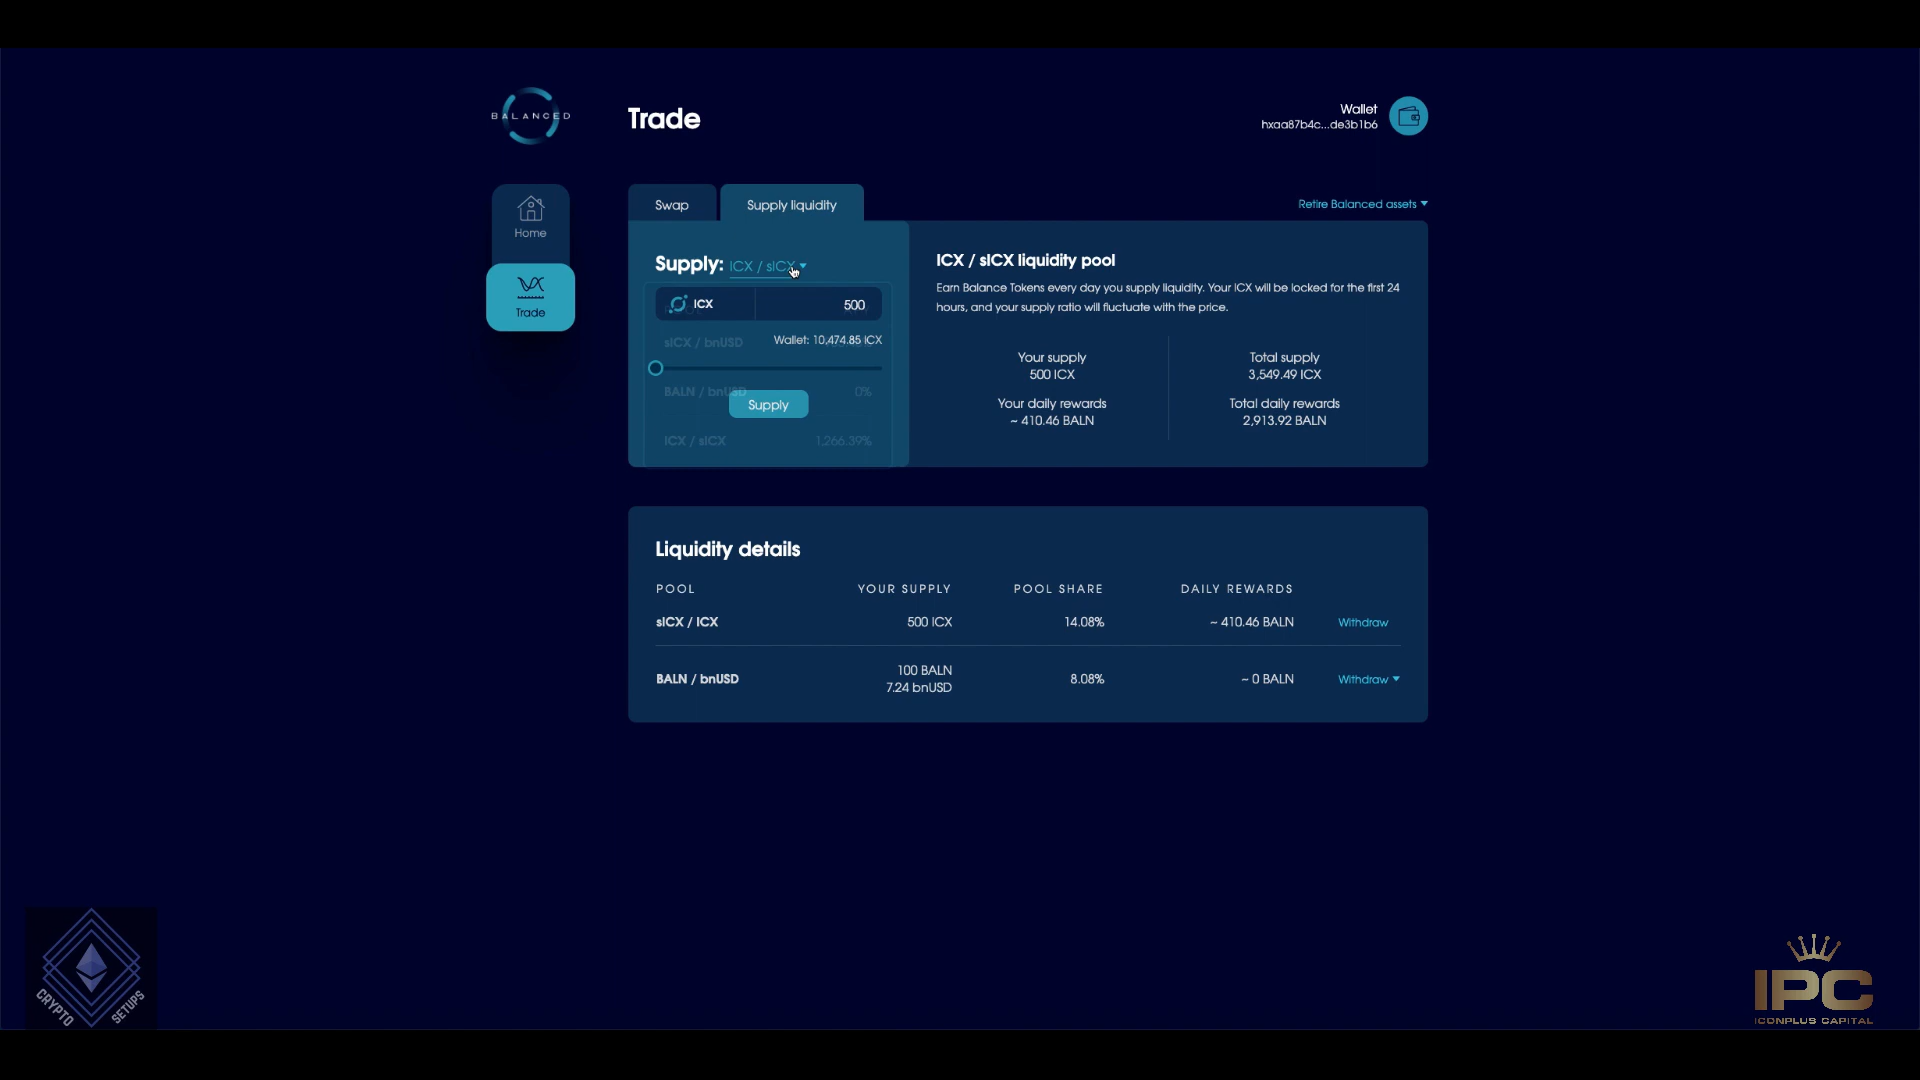 BALANCED
Trade
Wallet
hxaa87b4c...de3b1b6
Home
Trade
Swap
Supply liquidity
Retire Balanced assets
Supply: ICX / sICX
ICX
500
Wallet: 10,474.85 ICX
sICX / bnUSD
BALN / bnUSD
0%
Supply
ICX / sICX
1,266.39%
ICX / sICX liquidity pool
Earn Balance Tokens every day you supply liquidity. Your ICX will be locked for the first 24
hours, and your supply ratio will fluctuate with the price.
Your supply
500 ICX
Your daily rewards
~ 410.46 BALN
Total supply
3,549.49 ICX
Total daily rewards
2,913.92 BALN
Liquidity details
POOL YOUR SUPPLY POOL SHARE DAILY REWARDS
sICX / ICX 500 ICX 14.08% ~ 410.46 BALN Withdraw
100 BALN
BALN / bnUSD 8.08% ~ 0 BALN Withdraw
7.24 bnUSD
CRYPTO SETUPS
IPC
ICONPLUS CAPITAL